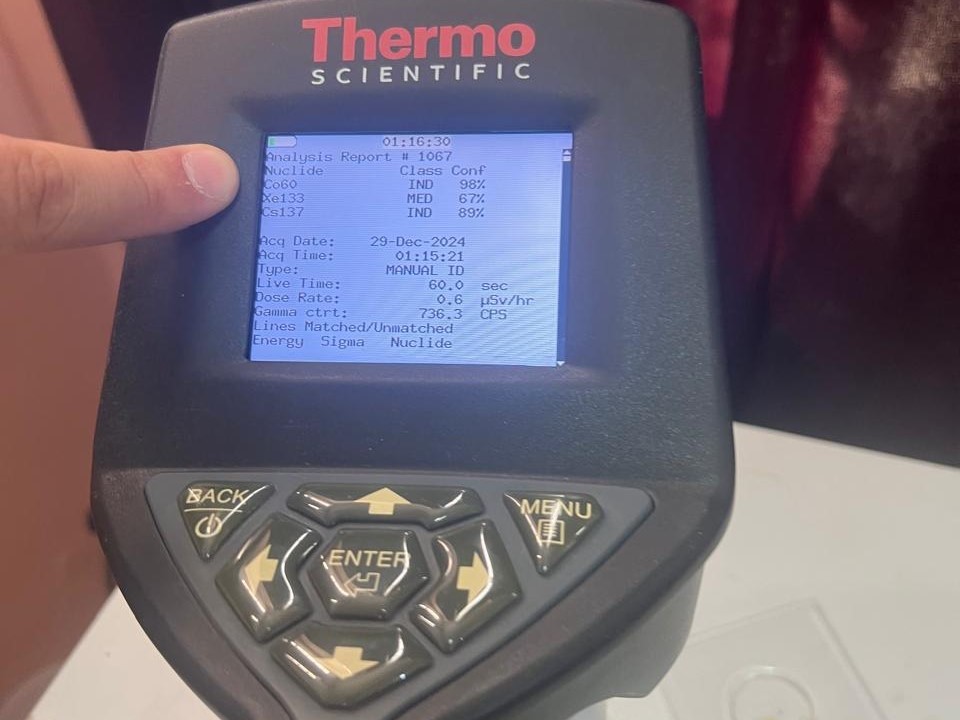 Thermo
SCIENTIFIC
01:16:30
Analysis Report # 1067
Nuclide Class Conf
Co60 IND 98%
Xe133 MED 67%
Cs137 IND 89%
Acq Date: 29-Dec-2024
Acq Time: 01:15:21
Type: MANUAL ID
Live Time: 60.0 sec
Dose Rate: 0.6 µSv/hr
Gamma ctrt: 736.3 CPS
Lines Matched/Unmatched
Energy Sigma Nuclide
BACK
MENU
ENTER